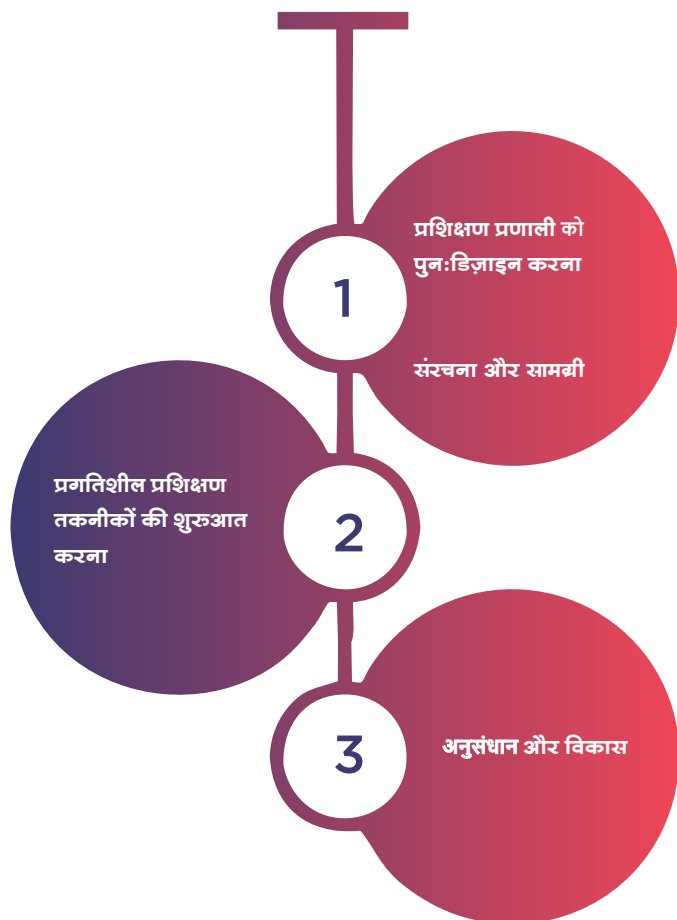 1
प्रशिक्षण प्रणाली को
पुन:डिज़ाइन करना
संरचना और सामग्री
2
प्रगतिशील प्रशिक्षण
तकनीकों की शुरुआत
करना
3
अनुसंधान और विकास